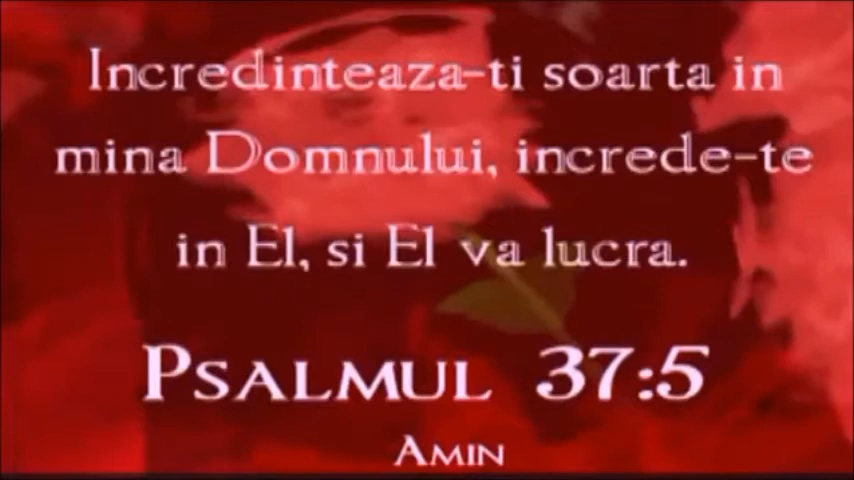 Incredinteaza-ti soarta in
mina Domnului, increde-te
in El, si El va lucra.
Psalmul 37:5
Amin